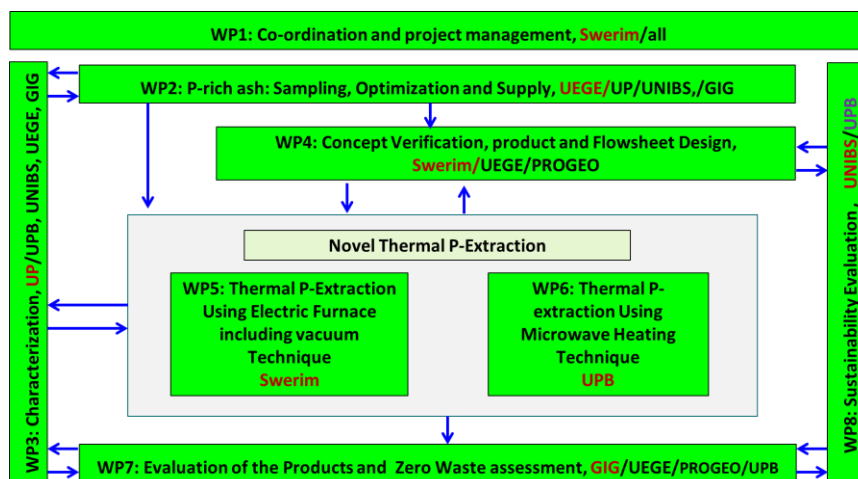 WP1: Co-ordination and project management, Swerim/all
WP2: P-rich ash: Sampling, Optimization and Supply, UEGE/UP/UNIBS,/GIG
WP4: Concept Verification, product and Flowsheet Design,
Swerim/UEGE/PROGEO
Novel Thermal P-Extraction
WP5: Thermal P-Extraction
Using Electric Furnace
including vacuum
Technique
Swerim
WP6: Thermal P-
extraction Using
Microwave Heating
Technique
UPB
WP7: Evaluation of the Products and Zero Waste assessment, GIG/UEGE/PROGEO/UPB
WP3: Characterization, UP/UPB, UNIBS, UEGE, GIG
WP8: Sustainability Evaluation , UNIBS/UPB